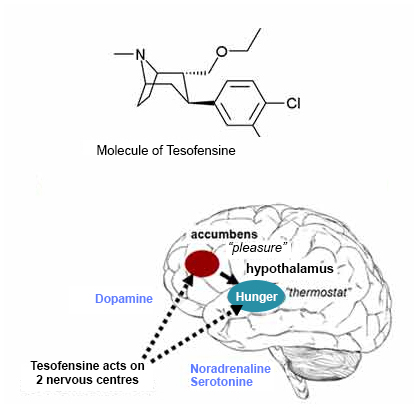 N
O
Cl
Molecule of Tesofensine
accumbens
"pleasure"
hypothalamus
Dopamine
Hunger
"thermostat"
Tesofensine acts on
2 nervous centres
Noradrenaline
Serotonine